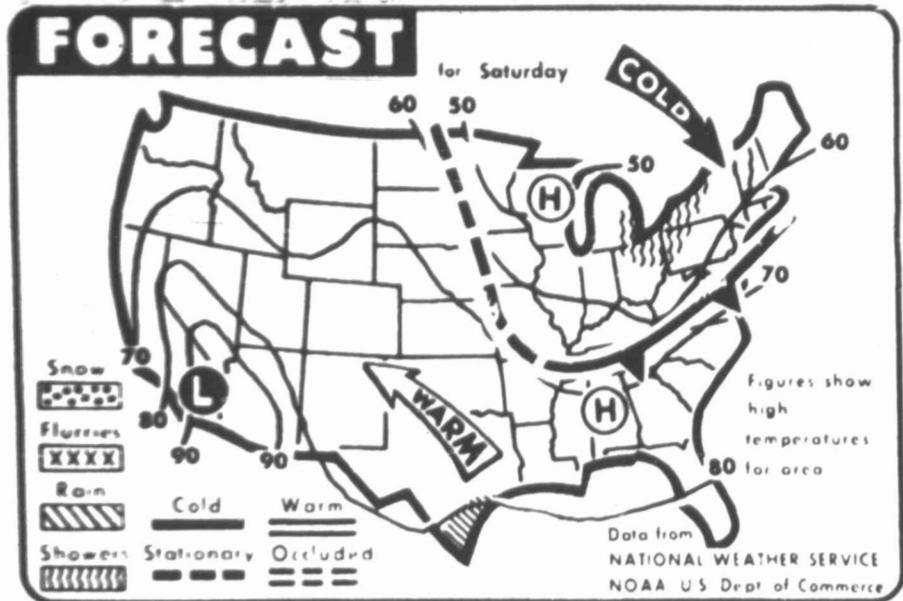 FORECAST
for Saturday
COLD
60 50
50
60
H
70
70
L
80
90
90
WARM
H
80
Figures show
high
temperatures
for area
Snow
Flurries
XXXX
Rain
Showers
Cold
Warm
Stationary
Occluded
Data from
NATIONAL WEATHER SERVICE
NOAA US Dept of Commerce